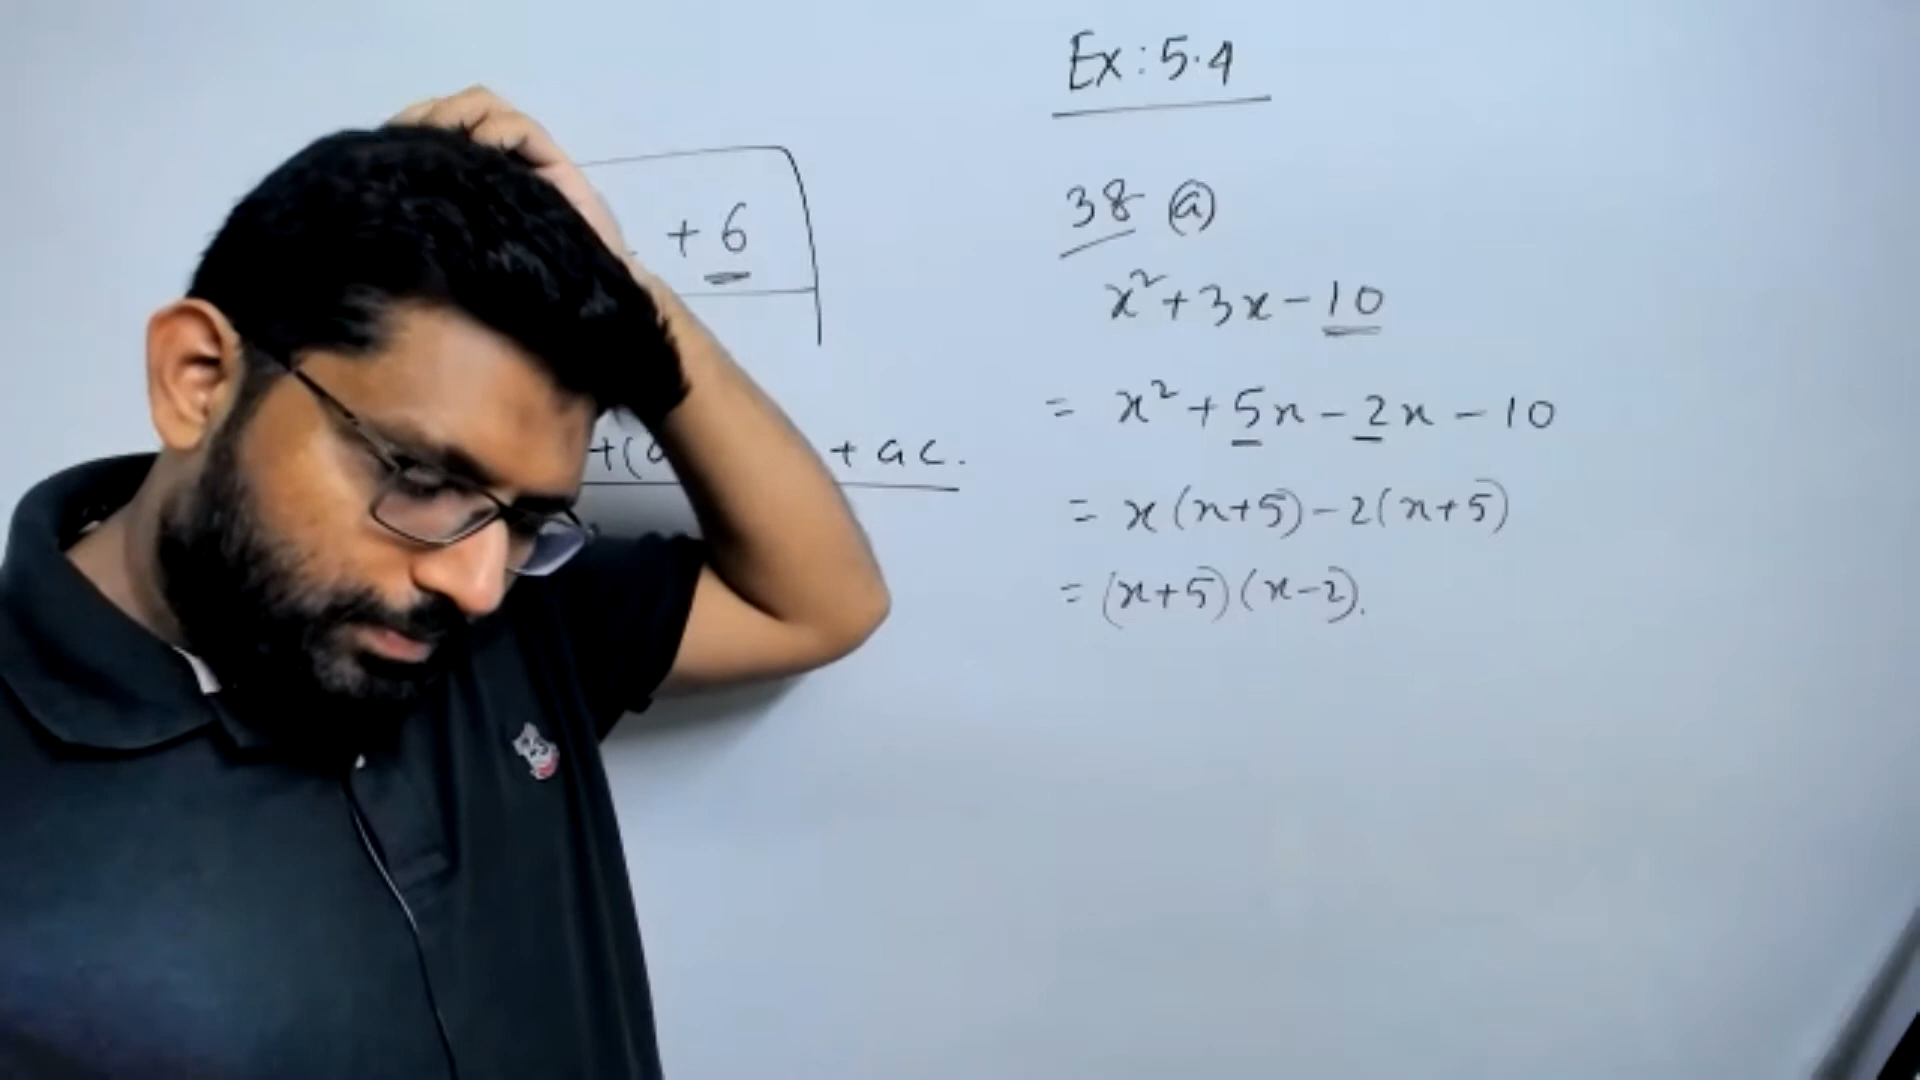 + 6
+(a
+ ac.
Ex: 5.4
38 (a)
x²+3x-10
= x² + 5x - 2x - 10
= x(x+5)-2(x+5)
= (x+5)(x-2).